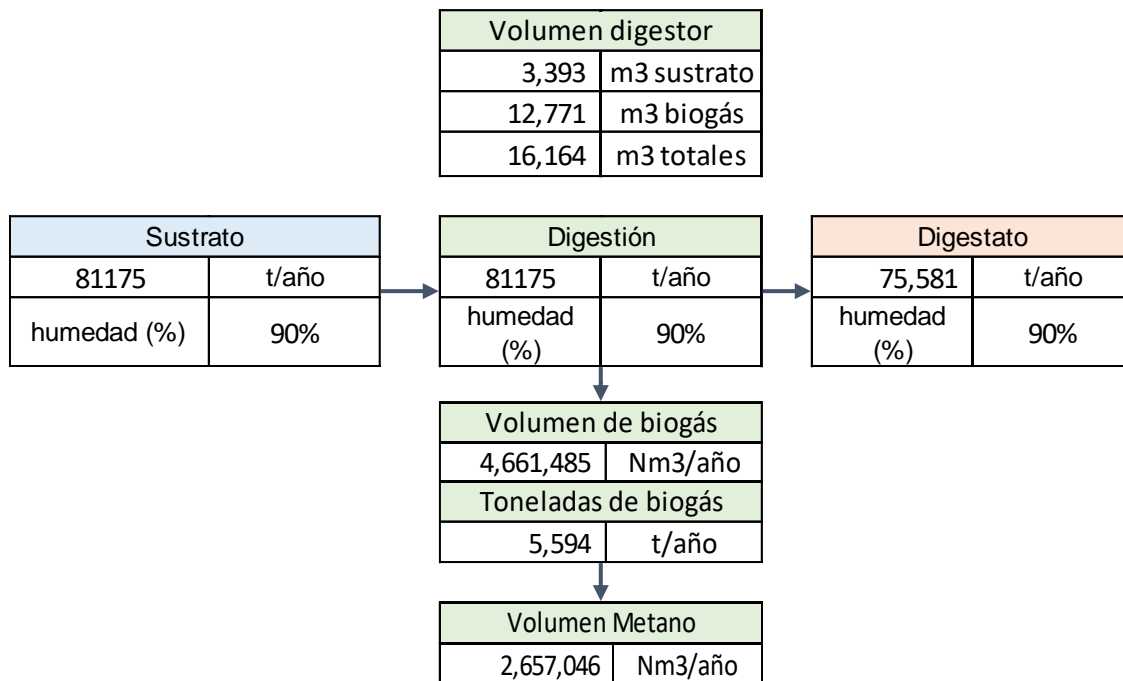 Volumen digestor
3,393 m3 sustrato
12,771 m3 biogás
16,164 m3 totales
Sustrato
81175 t/año
humedad (%) 90%
Digestión
81175 t/año
humedad
(%) 90%
Digestato
75,581 t/año
humedad
(%) 90%
Volumen de biogás
4,661,485 Nm3/año
Toneladas de biogás
5,594 t/año
Volumen Metano
2,657,046 Nm3/año